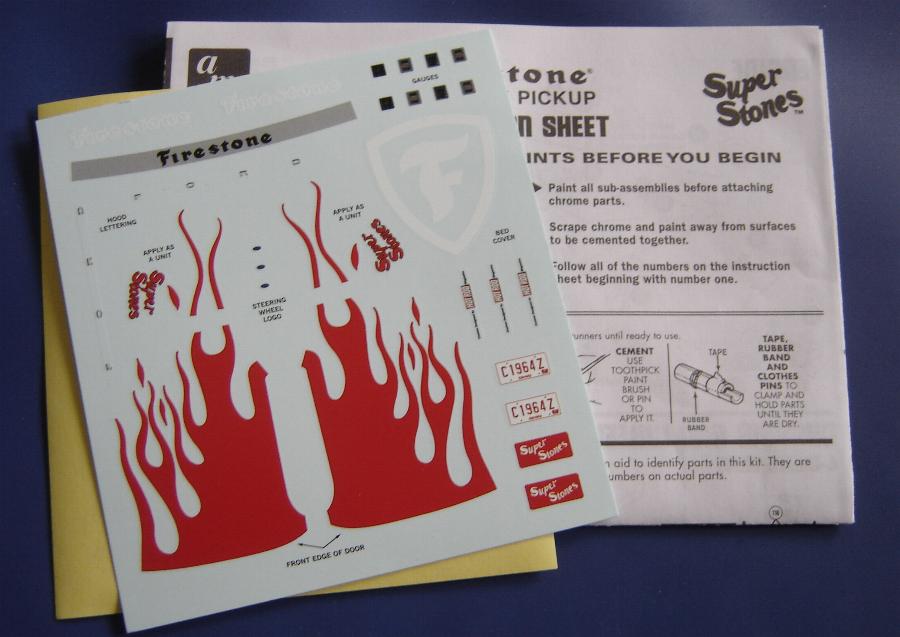 Firestone
Firestone
Firestone
GAUGES
F
HOOD
LETTERING
F O R D
APPLY AS
A UNIT
Super
Stones
APPLY AS
A UNIT
Super
Stones
STEERING
WHEEL
LOGO
BED
COVER
C1964Z
C1964Z
Super
Stones
Super
Stones
FRONT EDGE OF DOOR
a
tone®
PICKUP
N SHEET
INTS BEFORE YOU BEGIN
Super
Stones™
Paint all sub-assemblies before attaching
chrome parts.
Scrape chrome and paint away from surfaces
to be cemented together.
Follow all of the numbers on the instruction
sheet beginning with number one.
runners until ready to use.
CEMENT
USE
TOOTHPICK
PAINT
BRUSH
OR PIN
TO
APPLY IT.
TAPE
RUBBER
BAND
TAPE,
RUBBER
BAND
AND
CLOTHES
PINS TO
CLAMP AND
HOLD PARTS
UNTIL THEY
ARE DRY.
n aid to identify parts in this kit. They are
umbers on actual parts.